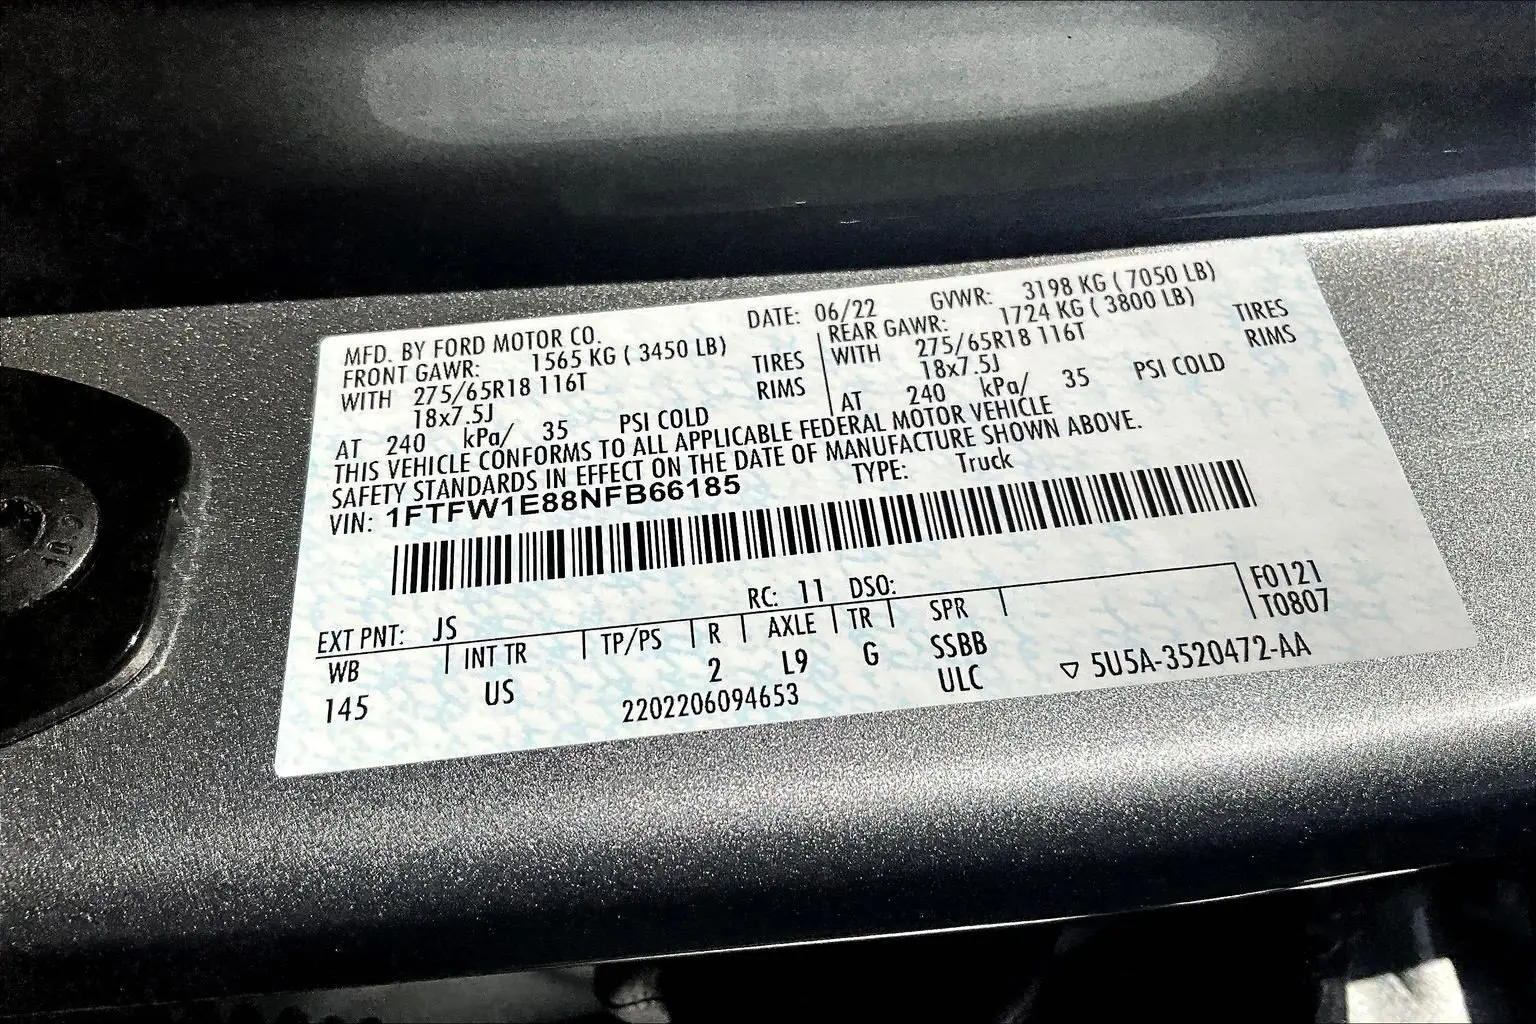 MFD. BY FORD MOTOR CO.
DATE: 06/22 GVWR: 3198 KG ( 7050 LB)
FRONT GAWR: 1565 KG ( 3450 LB)
WITH 275/65R18 116T TIRES
18x7.5J RIMS
AT 240 kPa/ 35 PSI COLD
REAR GAWR: 1724 KG ( 3800 LB)
WITH 275/65R18 116T TIRES
18x7.5J RIMS
AT 240 kPa/ 35 PSI COLD
THIS VEHICLE CONFORMS TO ALL APPLICABLE FEDERAL MOTOR VEHICLE
SAFETY STANDARDS IN EFFECT ON THE DATE OF MANUFACTURE SHOWN ABOVE.
VIN: 1FTFW1E88NFB66185 TYPE: Truck
EXT PNT: JS RC: 11 DSO: F0121
WB INT TR TP/PS R AXLE TR SPR T0807
145 US 2 L9 G SSBB
2202206094653 ULC ▽ 5U5A-3520472-AA
10.9